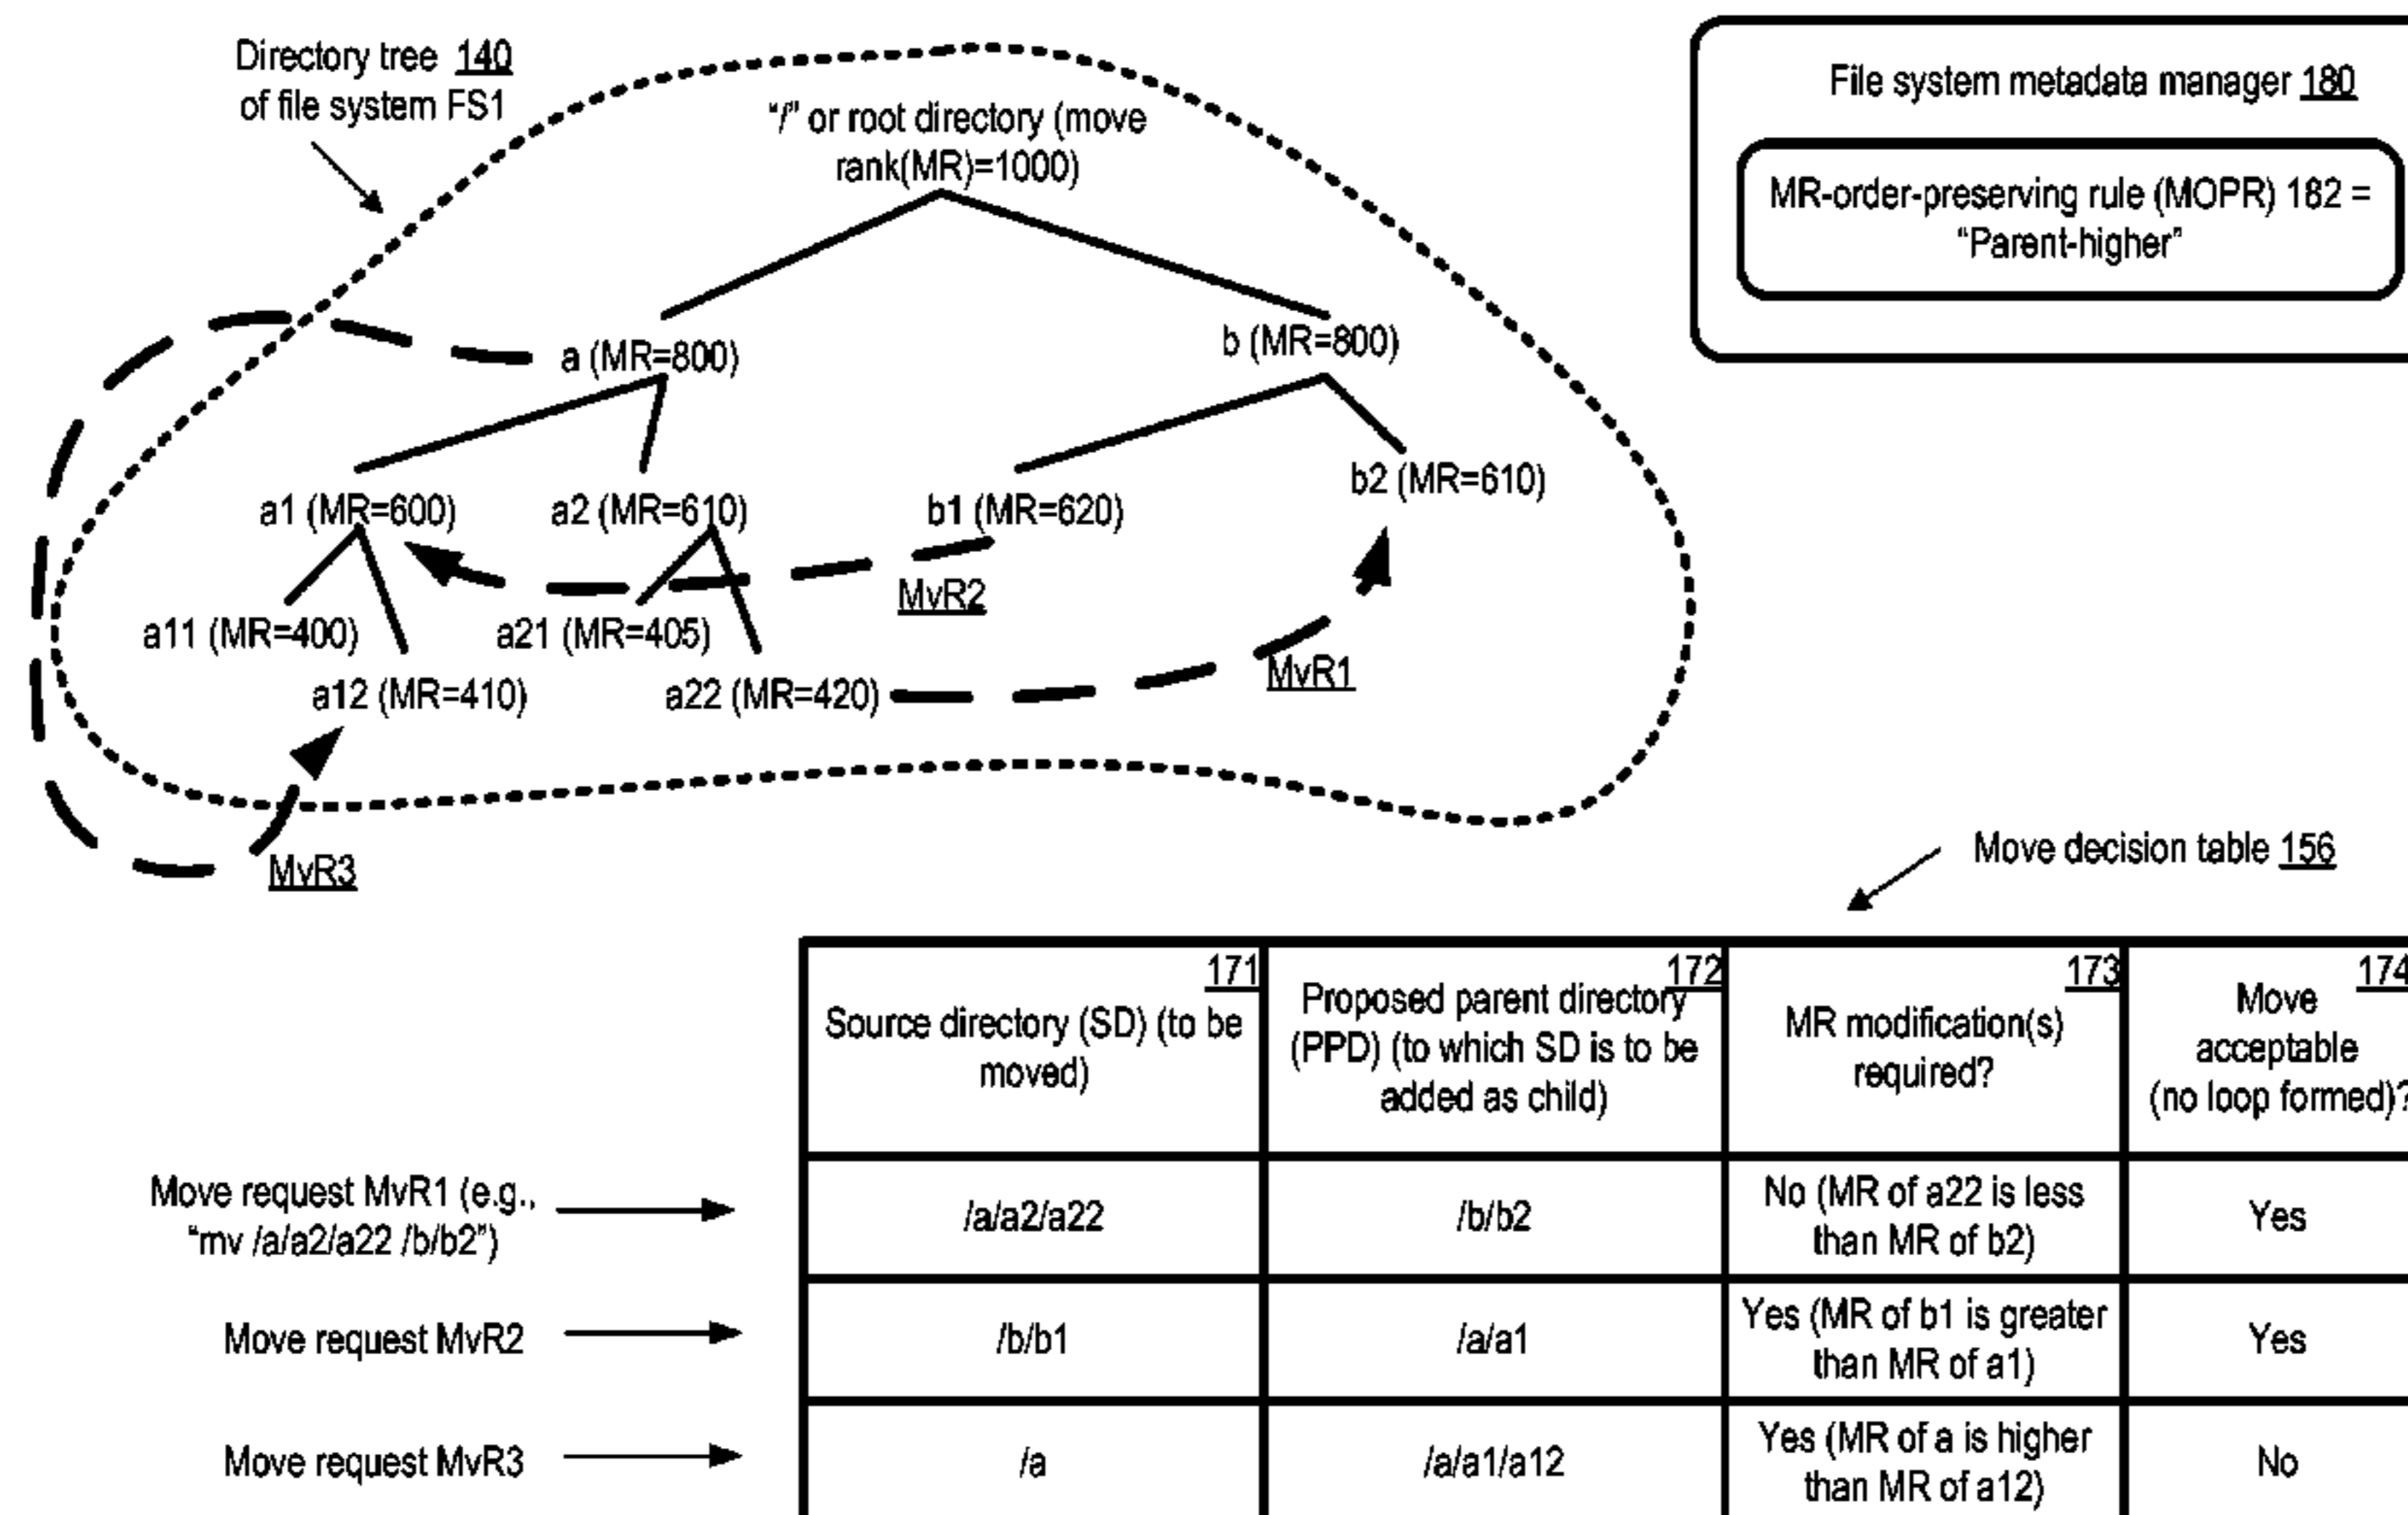 Directory tree 140
of file system FS1
"/" or root directory (move
rank(MR)=1000)
File system metadata manager 180
MR-order-preserving rule (MOPR) 182 =
"Parent-higher"
a (MR=800)
b (MR=800)
a1 (MR=600)
a2 (MR=610)
b1 (MR=620)
b2 (MR=610)
MvR2
a11 (MR=400)
a21 (MR=405)
MvR1
a12 (MR=410)
a22 (MR=420)
MvR3
Move decision table 156
171
Source directory (SD) (to be
moved)
172
Proposed parent directory
(PPD) (to which SD is to be
added as child)
173
MR modification(s)
required?
174
Move
acceptable
(no loop formed)?
Move request MvR1 (e.g.,
"mv /a/a2/a22 /b/b2")
/a/a2/a22
/b/b2
No (MR of a22 is less
than MR of b2)
Yes
Move request MvR2
/b/b1
/a/a1
Yes (MR of b1 is greater
than MR of a1)
Yes
Move request MvR3
/a
/a/a1/a12
Yes (MR of a is higher
than MR of a12)
No